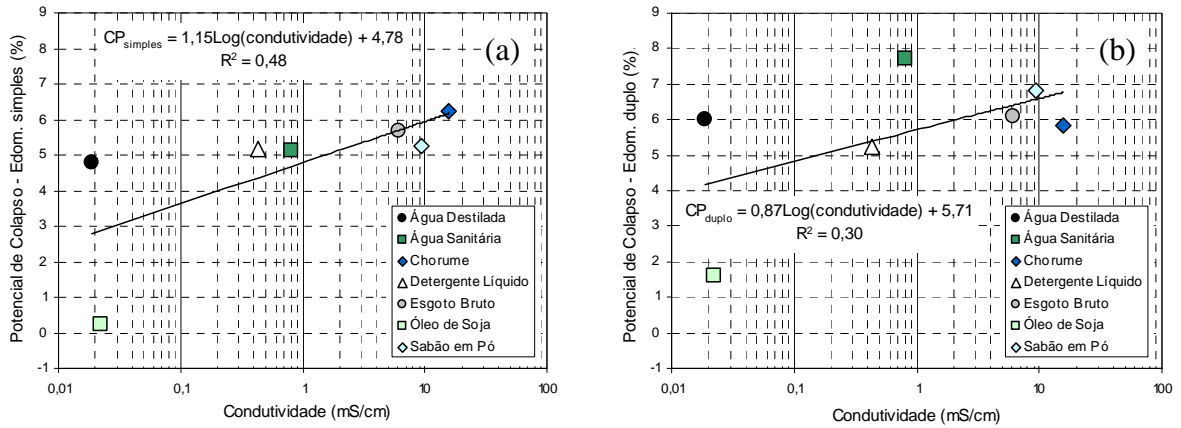 (a)
CPsimples = 1,15Log(condutividade) + 4,78
R² = 0,48
Potencial de Colapso - Edom. simples (%)
9
8
7
6
5
4
3
2
1
0
-1
0,01
0,1
1
10
100
Condutividade (mS/cm)
Água Destilada
Água Sanitária
Chorume
Detergente Líquido
Esgoto Bruto
Óleo de Soja
Sabão em Pó
(b)
CPduplo = 0,87Log(condutividade) + 5,71
R² = 0,30
Potencial de Colapso - Edom. duplo (%)
9
8
7
6
5
4
3
2
1
0
-1
0,01
0,1
1
10
100
Condutividade (mS/cm)
Água Destilada
Água Sanitária
Chorume
Detergente Líquido
Esgoto Bruto
Óleo de Soja
Sabão em Pó